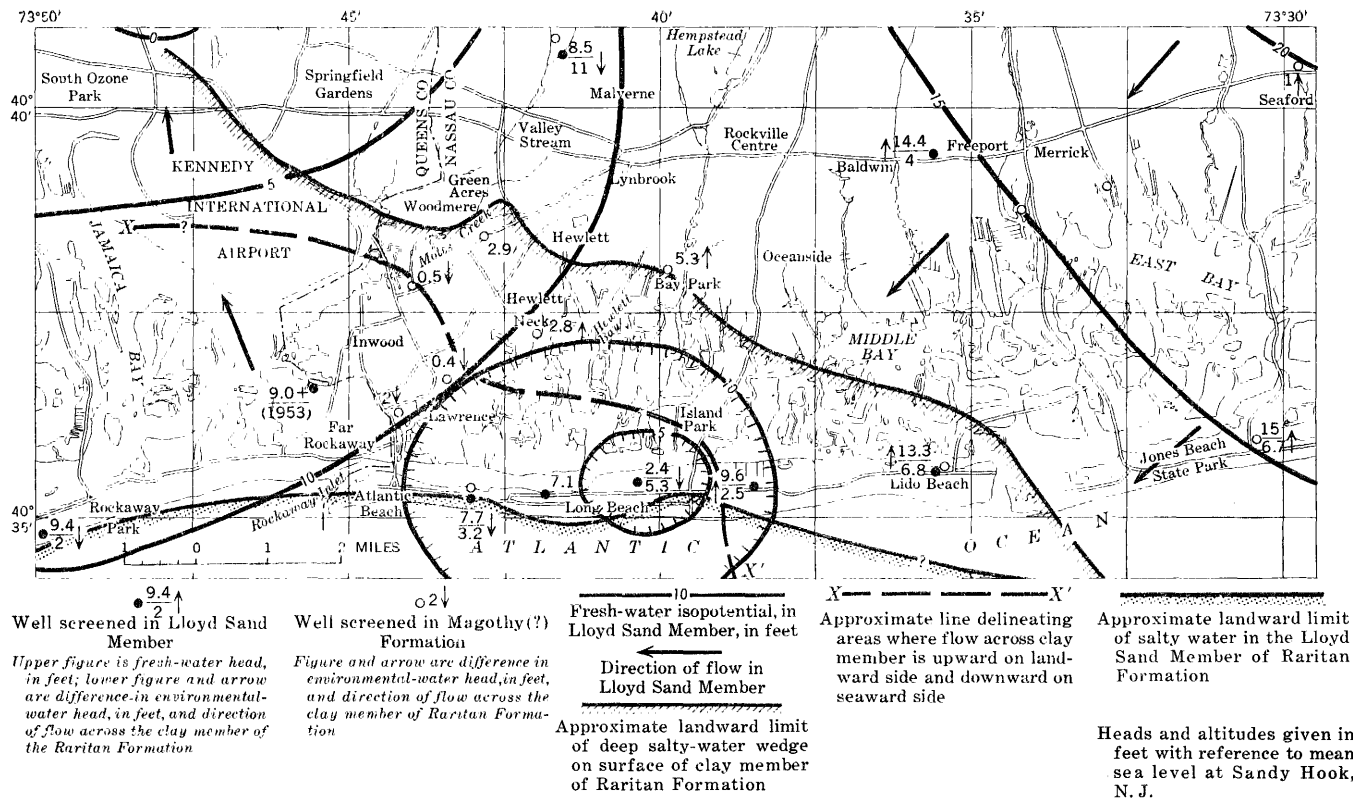 73°50'
45'
40'
35'
73°30'
0
8.5
11
Hempstead
Lake
20
South Ozone
Park
Springfield
Gardens
QUEENS CO
NASSAU CO
Malverne
15
1
Seaford
40°
40'
Valley
Stream
Rockville
Centre
14.4
4
Freeport
Baldwin
Merrick
KENNEDY
5
Green
Acres
Lynbrook
INTERNATIONAL
Woodmere
X
?
Motts Creek
2.9
Hewlett
AIRPORT
0.5
5.3
Bay Park
Oceanside
EAST BAY
JAMAICA
BAY
Hewlett
Neck
2.8
Hewlett
Inwood
MIDDLE
BAY
0.4
10
9.0+
(1953)
2
Lawrence
Island
Park
5
Far
Rockaway
15
6.7
13.3
6.8
Lido Beach
Jones Beach
State Park
2.4
5.3
9.6
2.5
7.1
10
Rockaway Inlet
Atlantic
Beach
Long Beach
Rockaway
Park
40°
35'
9.4
2
7.7
3.2
ATLANTIC
OCEAN
?
X'
1 0 1 2 MILES
9.4
2
Well screened in Lloyd Sand
Member
Upper figure is fresh-water head,
in feet; lower figure and arrow
are difference in environmental-
water head, in feet, and direction
of flow across the clay member of
the Raritan Formation
2
Well screened in Magothy(?)
Formation
Figure and arrow are difference in
environmental-water head, in feet,
and direction of flow across the
clay member of Raritan Forma-
tion
10
Fresh-water isopotential, in
Lloyd Sand Member, in feet
Direction of flow in
Lloyd Sand Member
Approximate landward limit
of deep salty-water wedge
on surface of clay member
of Raritan Formation
X X'
Approximate line delineating
areas where flow across clay
member is upward on land-
ward side and downward on
seaward side
Approximate landward limit
of salty water in the Lloyd
Sand Member of Raritan
Formation
Heads and altitudes given in
feet with reference to mean
sea level at Sandy Hook,
N. J.